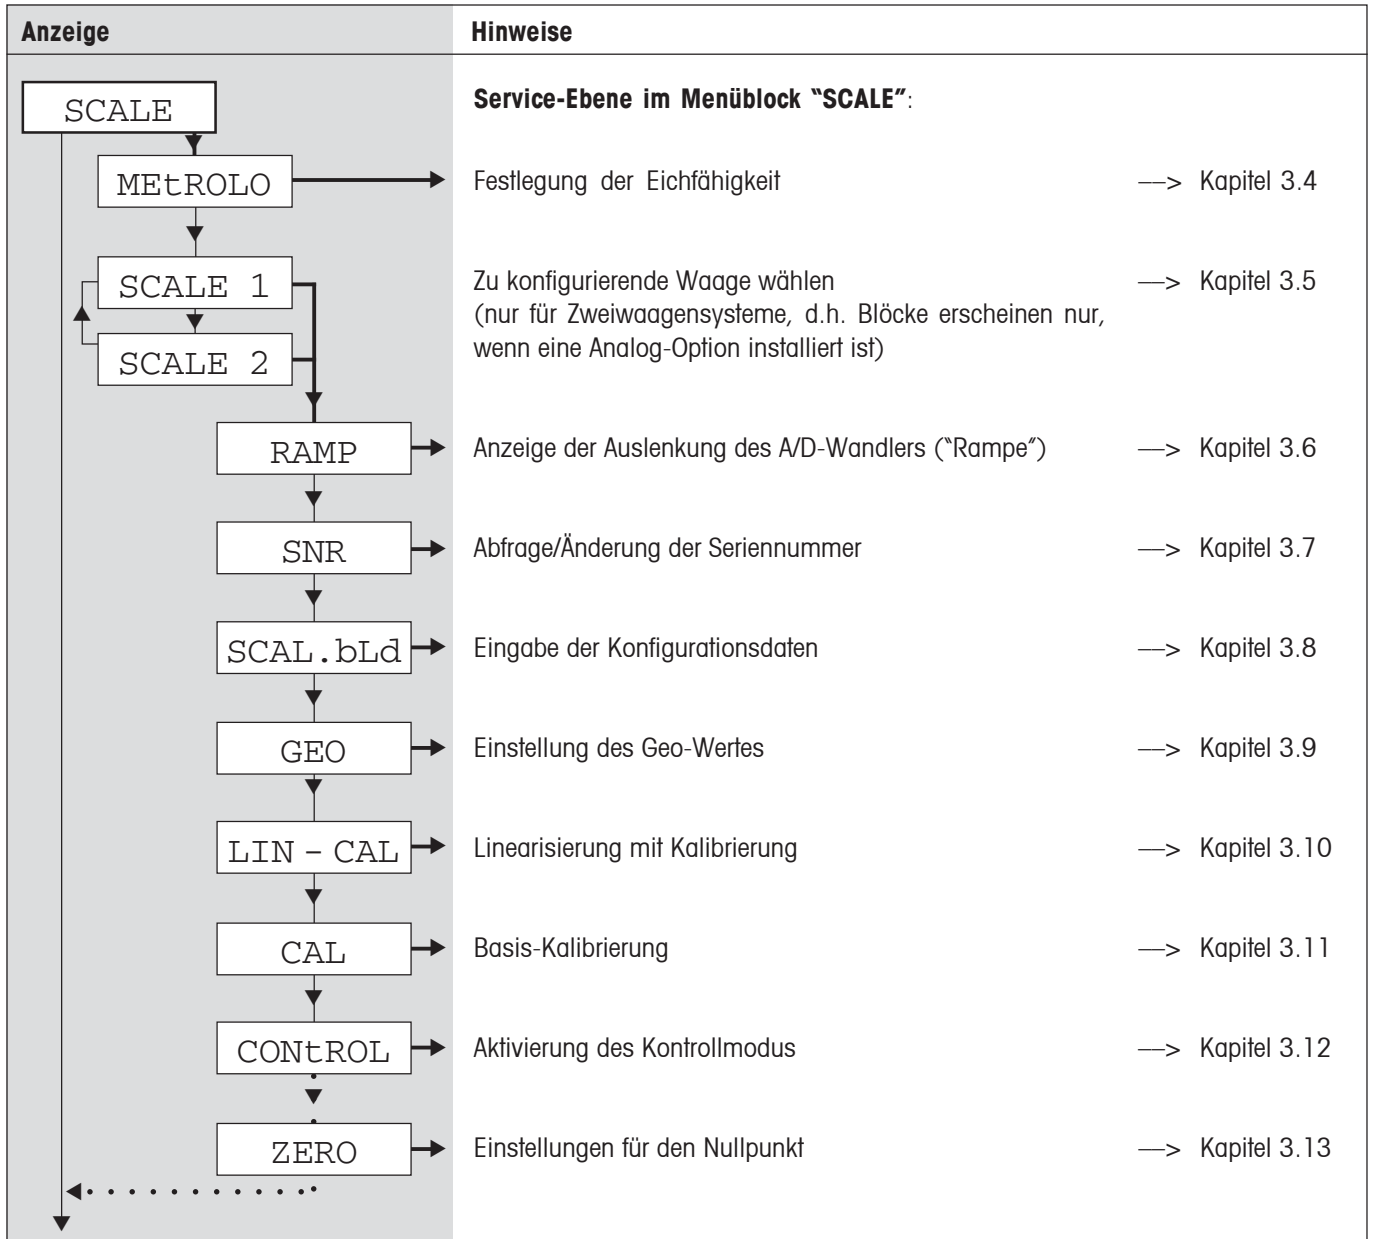 Anzeige Hinweise
SCALE Service-Ebene im Menüblock “SCALE”:
MEtROLO Festlegung der Eichfähigkeit —> Kapitel 3.4
SCALE 1 Zu konfigurierende Waage wählen —> Kapitel 3.5
(nur für Zweiwaagensysteme, d.h. Blöcke erscheinen nur,
SCALE 2 wenn eine Analog-Option installiert ist)
RAMP Anzeige der Auslenkung des A/D-Wandlers (“Rampe”) —> Kapitel 3.6
SNR Abfrage/Änderung der Seriennummer —> Kapitel 3.7
SCAL.bLd Eingabe der Konfigurationsdaten —> Kapitel 3.8
GEO Einstellung des Geo-Wertes —> Kapitel 3.9
LIN – CAL Linearisierung mit Kalibrierung —> Kapitel 3.10
CAL Basis-Kalibrierung —> Kapitel 3.11
CONtROL Aktivierung des Kontrollmodus —> Kapitel 3.12
ZERO Einstellungen für den Nullpunkt —> Kapitel 3.13